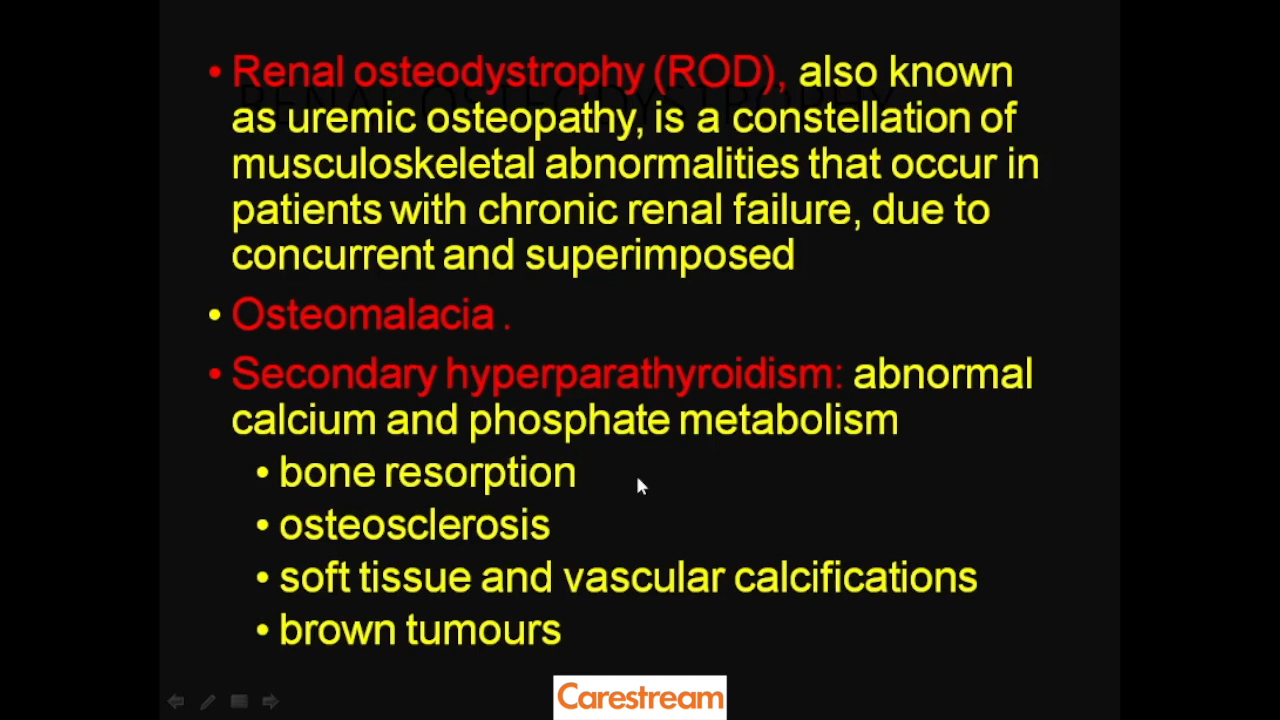 RENAL OSTEODYSTROPHY
• Renal osteodystrophy (ROD), also known
as uremic osteopathy, is a constellation of
musculoskeletal abnormalities that occur in
patients with chronic renal failure, due to
concurrent and superimposed
• Osteomalacia .
• Secondary hyperparathyroidism: abnormal
calcium and phosphate metabolism
• bone resorption
• osteosclerosis
• soft tissue and vascular calcifications
• brown tumours
Carestream